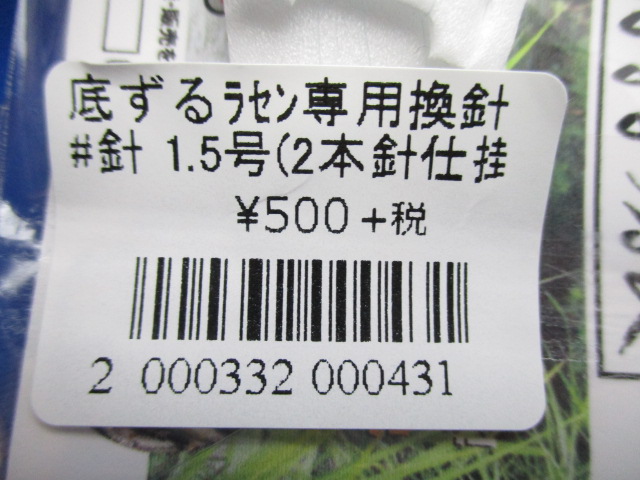 底ずるﾗｾﾝ専用換針
#針 1.5号(2本針仕掛
¥500+税
2 000332 000431